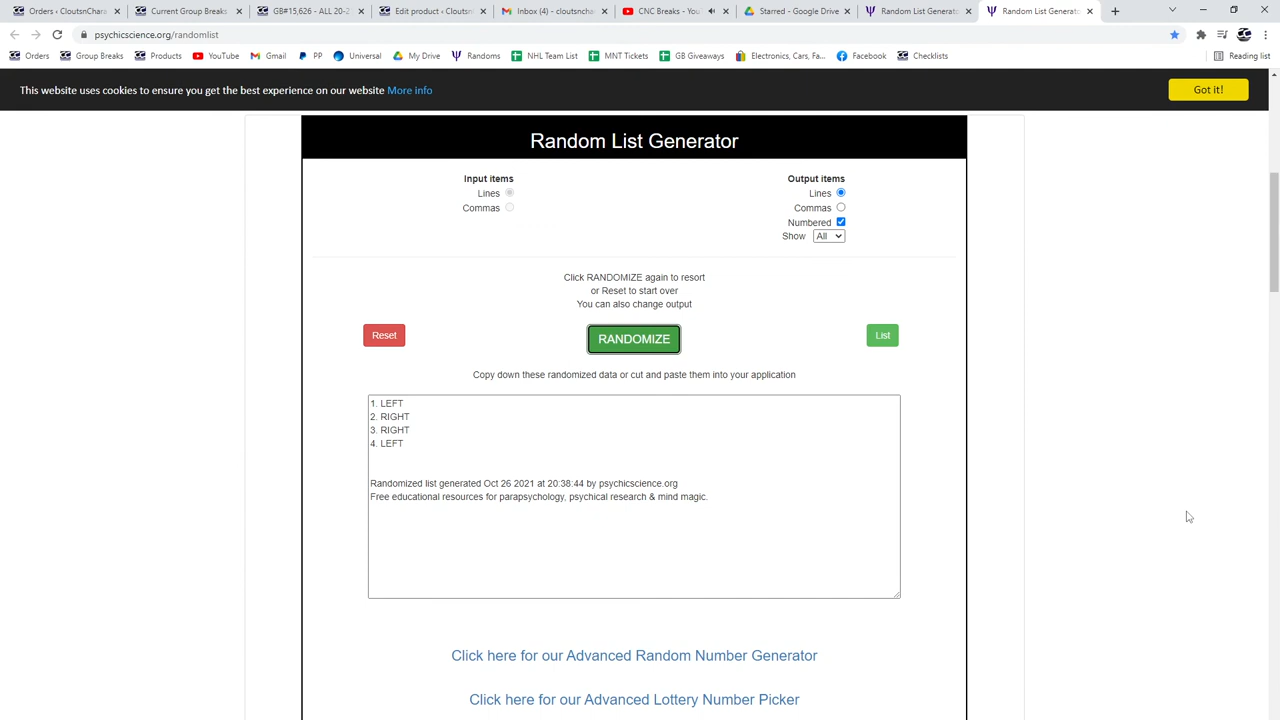 Orders ‹ CloutsnChara
Current Group Breaks
GB#15,626 - ALL 20-2
Edit product ‹ Cloutsn
Inbox (4) - cloutsnchar
CNC Breaks - You
Starred - Google Drive
Random List Generator
Random List Generator
psychicscience.org/randomlist
Orders
Group Breaks
Products
YouTube
Gmail
PP
Universal
My Drive
Randoms
NHL Team List
MNT Tickets
GB Giveaways
Electronics, Cars, Fa...
Facebook
Checklists
Reading list
This website uses cookies to ensure you get the best experience on our website More info
Got it!
Random List Generator
Input items
Lines
Commas
Output items
Lines
Commas
Numbered
Show All
Click RANDOMIZE again to resort
or Reset to start over
You can also change output
Reset
RANDOMIZE
List
Copy down these randomized data or cut and paste them into your application
1. LEFT
2. RIGHT
3. RIGHT
4. LEFT
Randomized list generated Oct 26 2021 at 20:38:44 by psychicscience.org
Free educational resources for parapsychology, psychical research & mind magic.
Click here for our Advanced Random Number Generator
Click here for our Advanced Lottery Number Picker